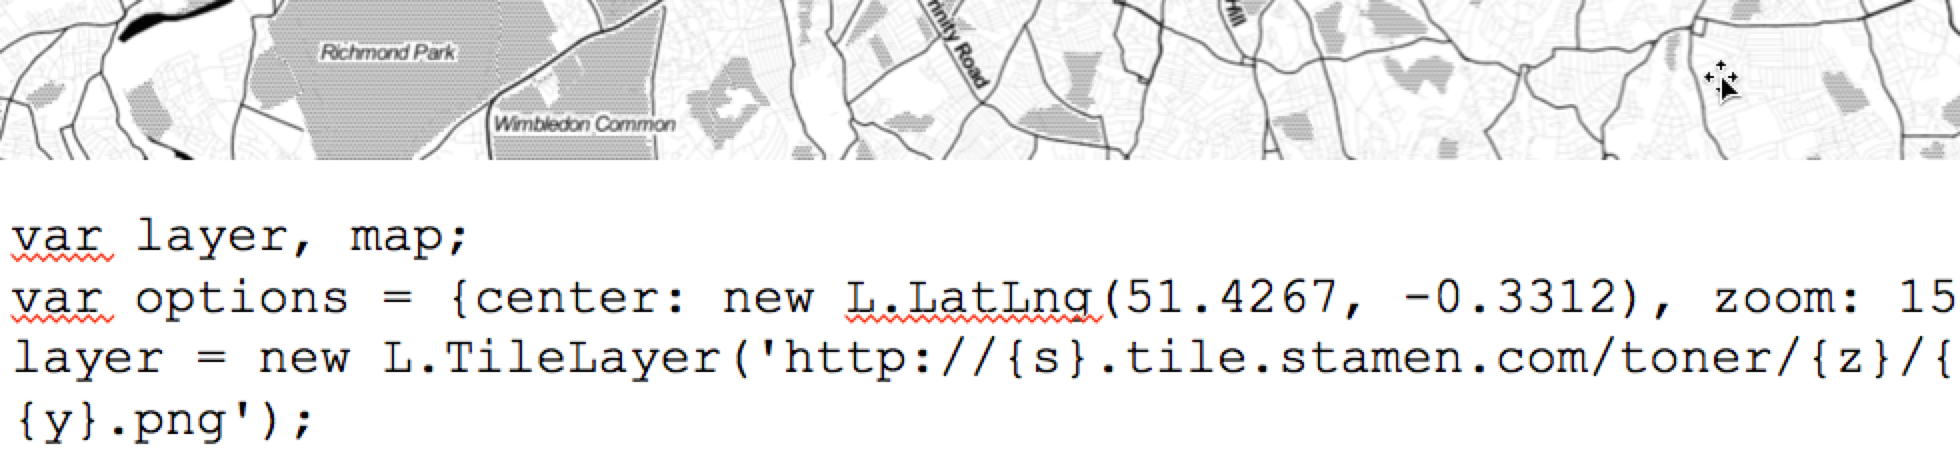 Richmond Park
Wimbledon Common
Road
Hill
var layer, map;
var options = {center: new L.LatLng(51.4267, -0.3312), zoom: 15
layer = new L.TileLayer('http://{s}.tile.stamen.com/toner/{z}/{
{y}.png');